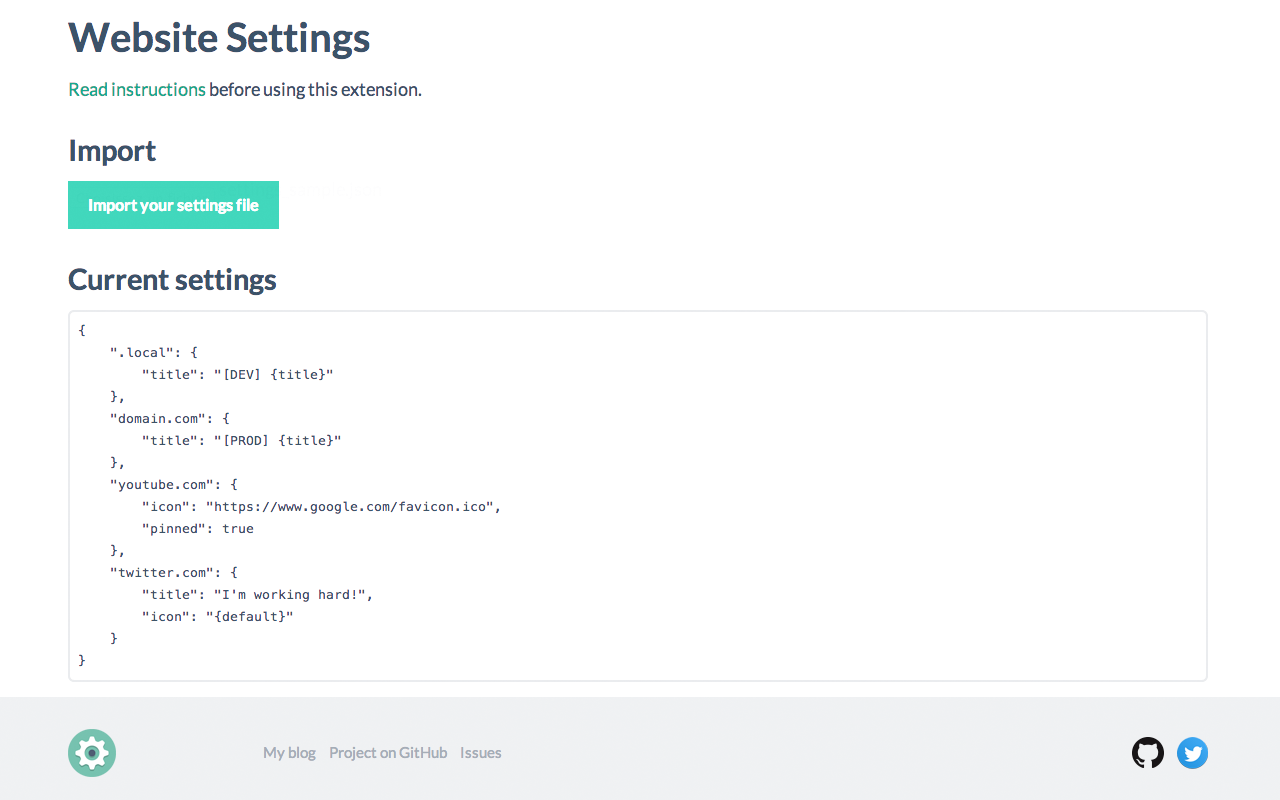 Website Settings
Read instructions before using this extension.
Import
Import your settings file
Current settings
{
    ".local": {
        "title": "[DEV] {title}"
    },
    "domain.com": {
        "title": "[PROD] {title}"
    },
    "youtube.com": {
        "icon": "https://www.google.com/favicon.ico",
        "pinned": true
    },
    "twitter.com": {
        "title": "I'm working hard!",
        "icon": "{default}"
    }
}
My blog Project on GitHub Issues